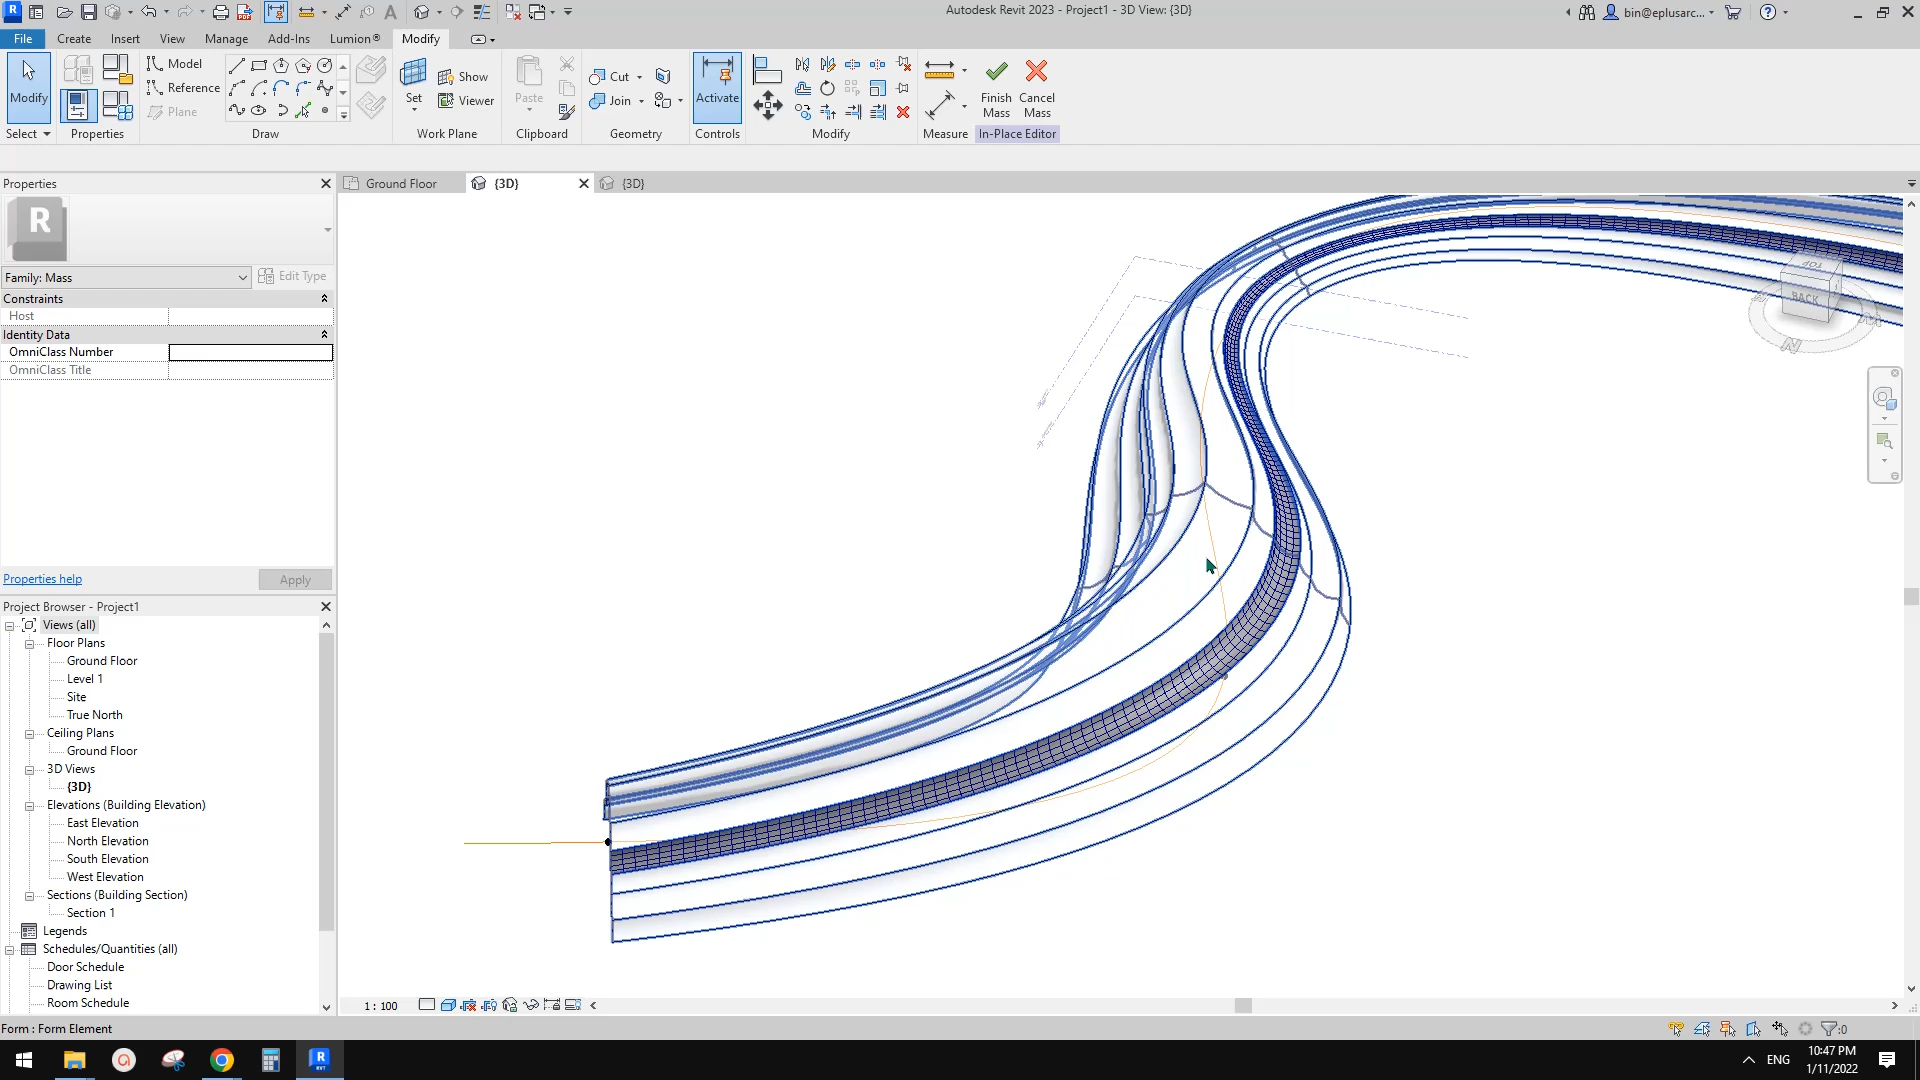 Autodesk Revit 2023 - Project1 - 3D View: {3D}
bin@eplusarc...
File
Create
Insert
View
Manage
Add-Ins
Lumion®
Modify
Modify
Model
Reference
Plane
Set
Show
Viewer
Paste
Cut
Join
Activate
Finish
Mass
Cancel
Mass
Select
Properties
Draw
Work Plane
Clipboard
Geometry
Controls
Modify
Measure
In-Place Editor
Properties
Ground Floor
{3D}
{3D}
R
Family: Mass
Edit Type
Constraints
Host
Identity Data
OmniClass Number
OmniClass Title
Properties help
Apply
Project Browser - Project1
Views (all)
Floor Plans
Ground Floor
Level 1
Site
True North
Ceiling Plans
Ground Floor
3D Views
{3D}
Elevations (Building Elevation)
East Elevation
North Elevation
South Elevation
West Elevation
Sections (Building Section)
Section 1
Legends
Schedules/Quantities (all)
Door Schedule
Drawing List
Room Schedule
TOP
BACK
N
1 : 100
Form : Form Element
:0
ENG
10:47 PM
1/11/2022